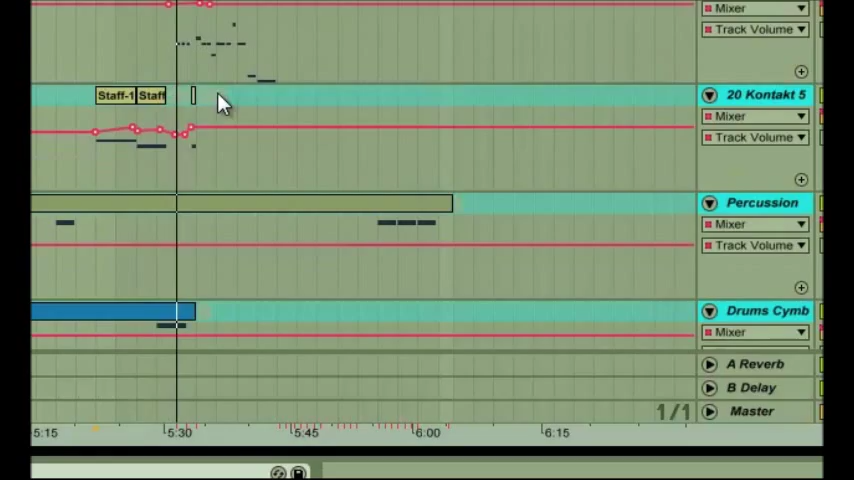 Mixer
Track Volume
Staff-1 Staff 20 Kontakt 5
Mixer
Track Volume
Percussion
Mixer
Track Volume
Drums Cymb
Mixer
A Reverb
B Delay
1/1 Master
5:15 5:30 5:45 6:00 6:15